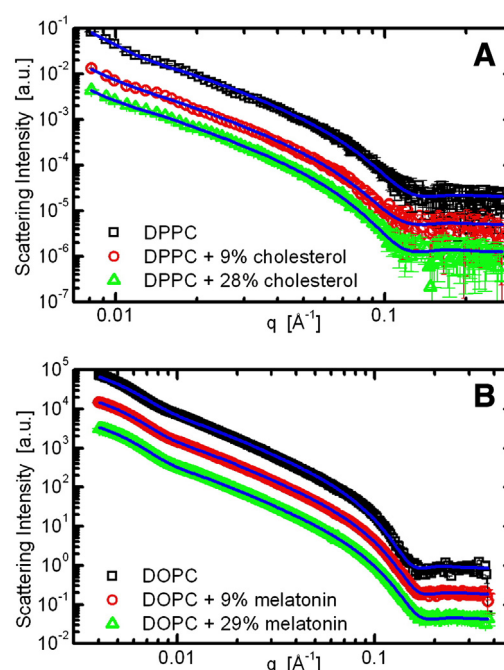 A
Scattering Intensity [a.u.]
10⁻¹
10⁻²
10⁻³
10⁻⁴
10⁻⁵
10⁻⁶
10⁻⁷
DPPC
DPPC + 9% cholesterol
DPPC + 28% cholesterol
0.01
0.1
q [Å⁻¹]
B
Scattering Intensity [a.u.]
10⁵
10⁴
10³
10²
10¹
10⁰
10⁻¹
10⁻²
DOPC
DOPC + 9% melatonin
DOPC + 29% melatonin
0.01
0.1
q [Å⁻¹]